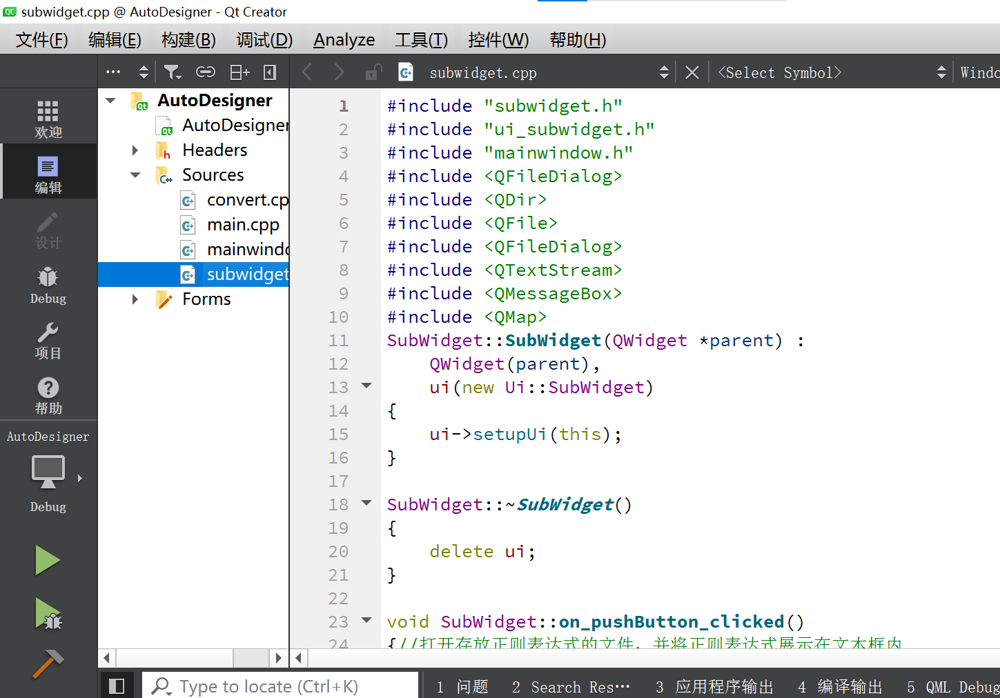 subwidget.cpp @ AutoDesigner - Qt Creator
文件(F) 编辑(E) 构建(B) 调试(D) Analyze 工具(T) 控件(W) 帮助(H)
subwidget.cpp <Select Symbol> Windo
欢迎
编辑
设计
Debug
项目
帮助
AutoDesigner
Debug
AutoDesigner
AutoDesigner
Headers
Sources
convert.cp
main.cpp
mainwindo
subwidget
Forms
1 #include "subwidget.h"
2 #include "ui_subwidget.h"
3 #include "mainwindow.h"
4 #include <QFileDialog>
5 #include <QDir>
6 #include <QFile>
7 #include <QFileDialog>
8 #include <QTextStream>
9 #include <QMessageBox>
10 #include <QMap>
11 SubWidget::SubWidget(QWidget *parent) :
12 QWidget(parent),
13 ui(new Ui::SubWidget)
14 {
15 ui->setupUi(this);
16 }
17
18 SubWidget::~SubWidget()
19 {
20 delete ui;
21 }
22
23 void SubWidget::on_pushButton_clicked()
24 {//打开存放正则表达式的文件，并将正则表达式展示在文本框内
Type to locate (Ctrl+K) 1 问题 2 Search Res… 3 应用程序输出 4 编译输出 5 QML Debug